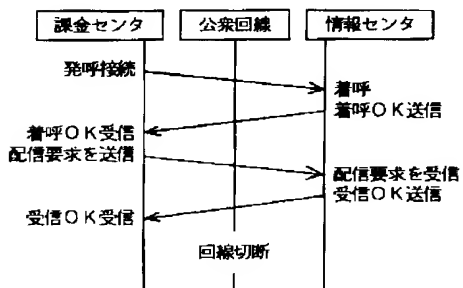 課金センタ 公衆回線 情報センタ
発呼接続
着呼
着呼OK送信
着呼OK受信
配信要求を送信
配信要求を受信
受信OK送信
受信OK受信
回線切断